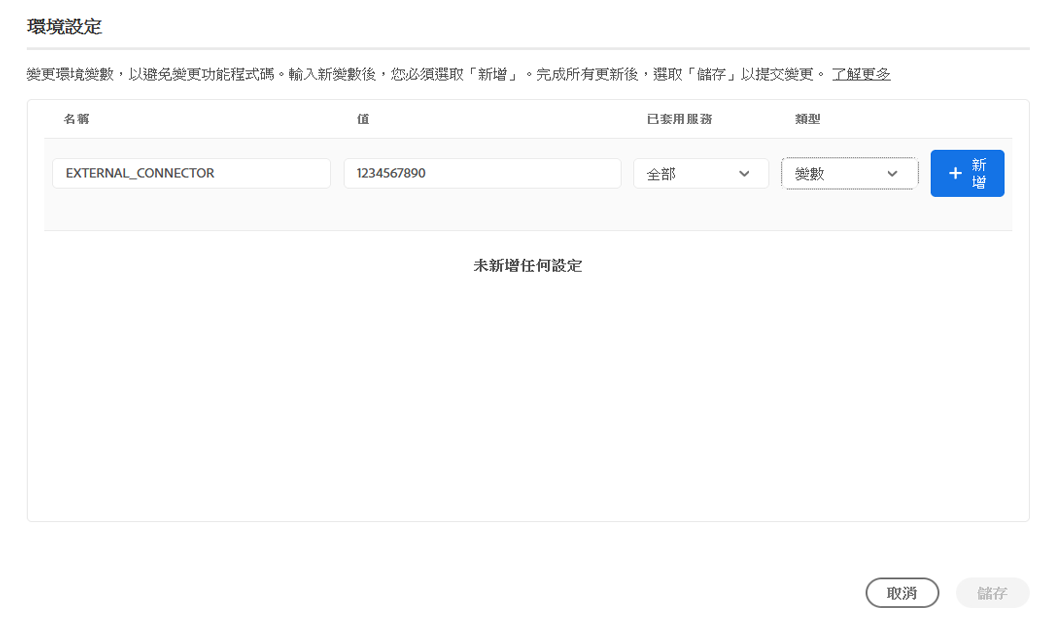 環境設定
變更環境變數，以避免變更功能程式碼。輸入新變數後，您必須選取「新增」。完成所有更新後，選取「儲存」以提交變更。 了解更多
名稱 值 已套用服務 類型
EXTERNAL_CONNECTOR 1234567890 全部 變數 + 新增
未新增任何設定
取消 儲存